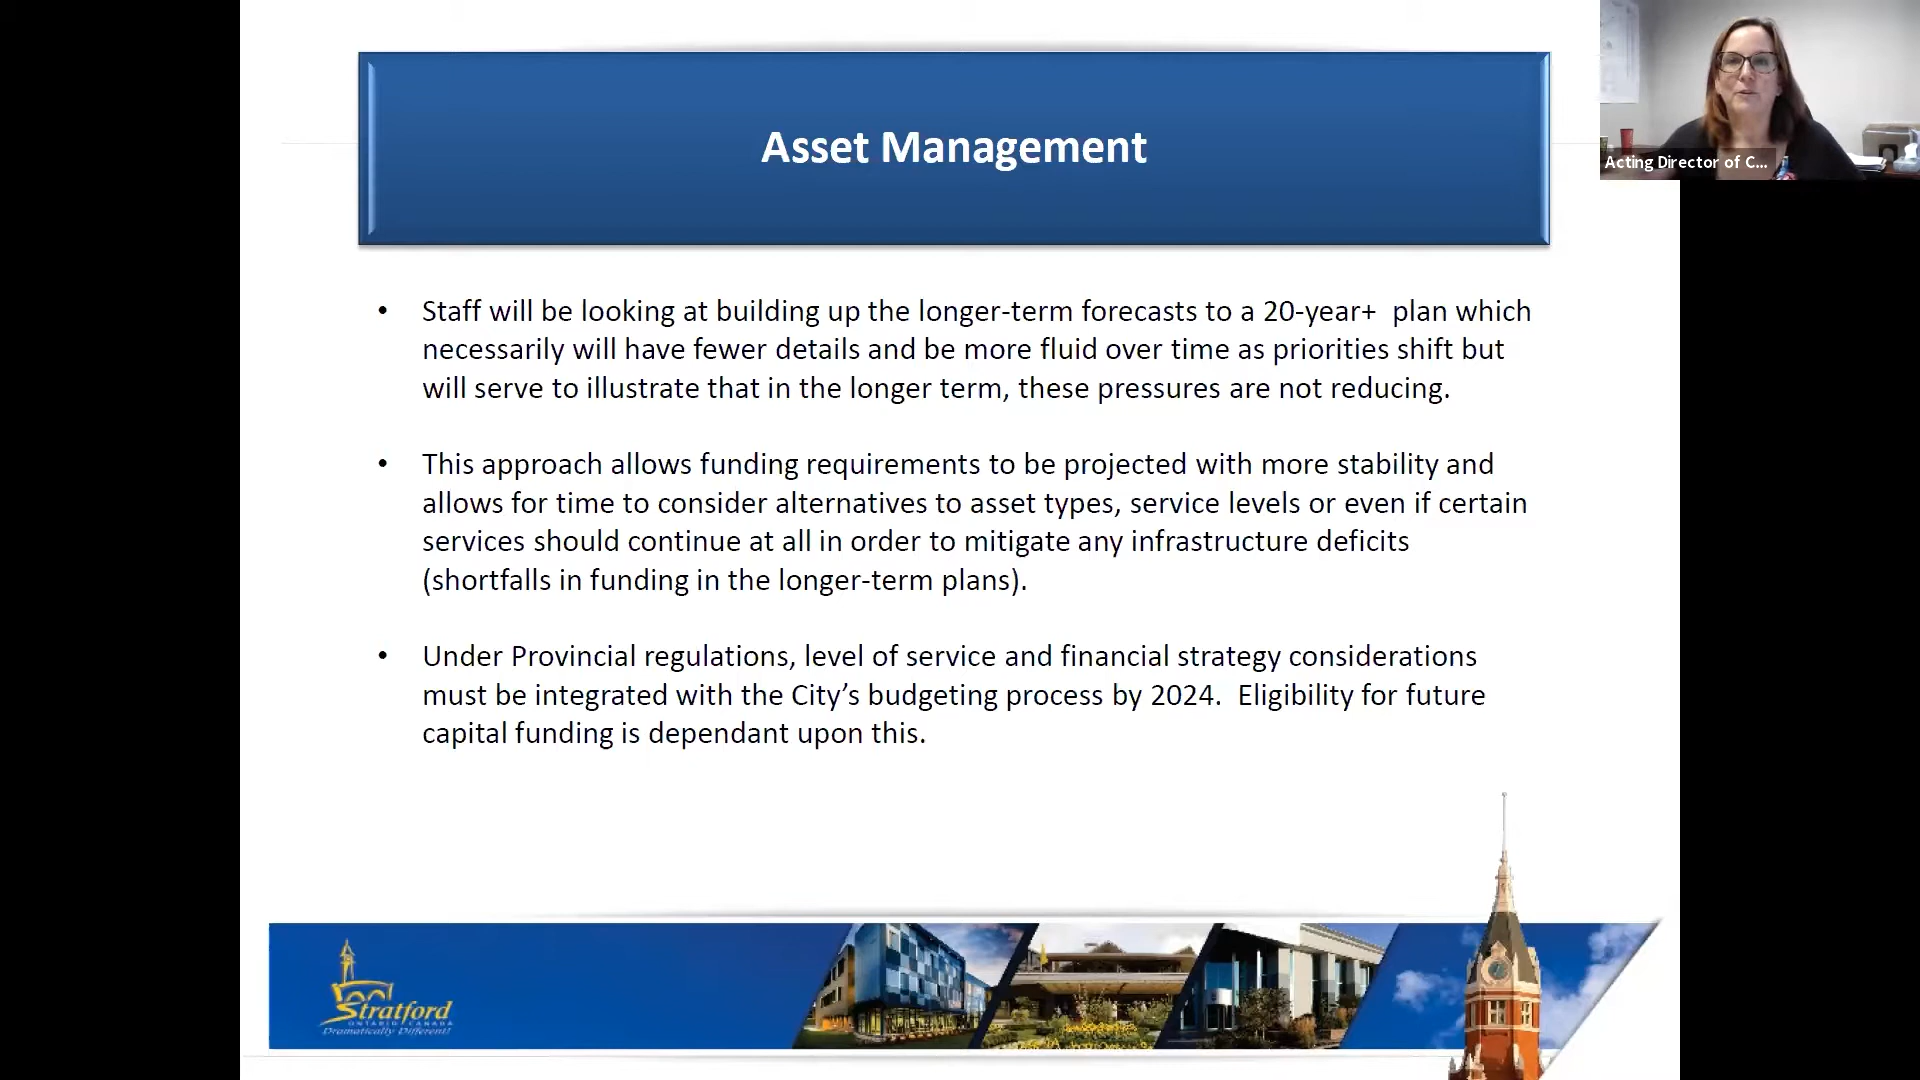 Asset Management
Acting Director of C...
• Staff will be looking at building up the longer-term forecasts to a 20-year+  plan which
necessarily will have fewer details and be more fluid over time as priorities shift but
will serve to illustrate that in the longer term, these pressures are not reducing.
• This approach allows funding requirements to be projected with more stability and
allows for time to consider alternatives to asset types, service levels or even if certain
services should continue at all in order to mitigate any infrastructure deficits
(shortfalls in funding in the longer-term plans).
• Under Provincial regulations, level of service and financial strategy considerations
must be integrated with the City’s budgeting process by 2024.  Eligibility for future
capital funding is dependant upon this.
Stratford
ONTARIO CANADA
Dramatically Different!